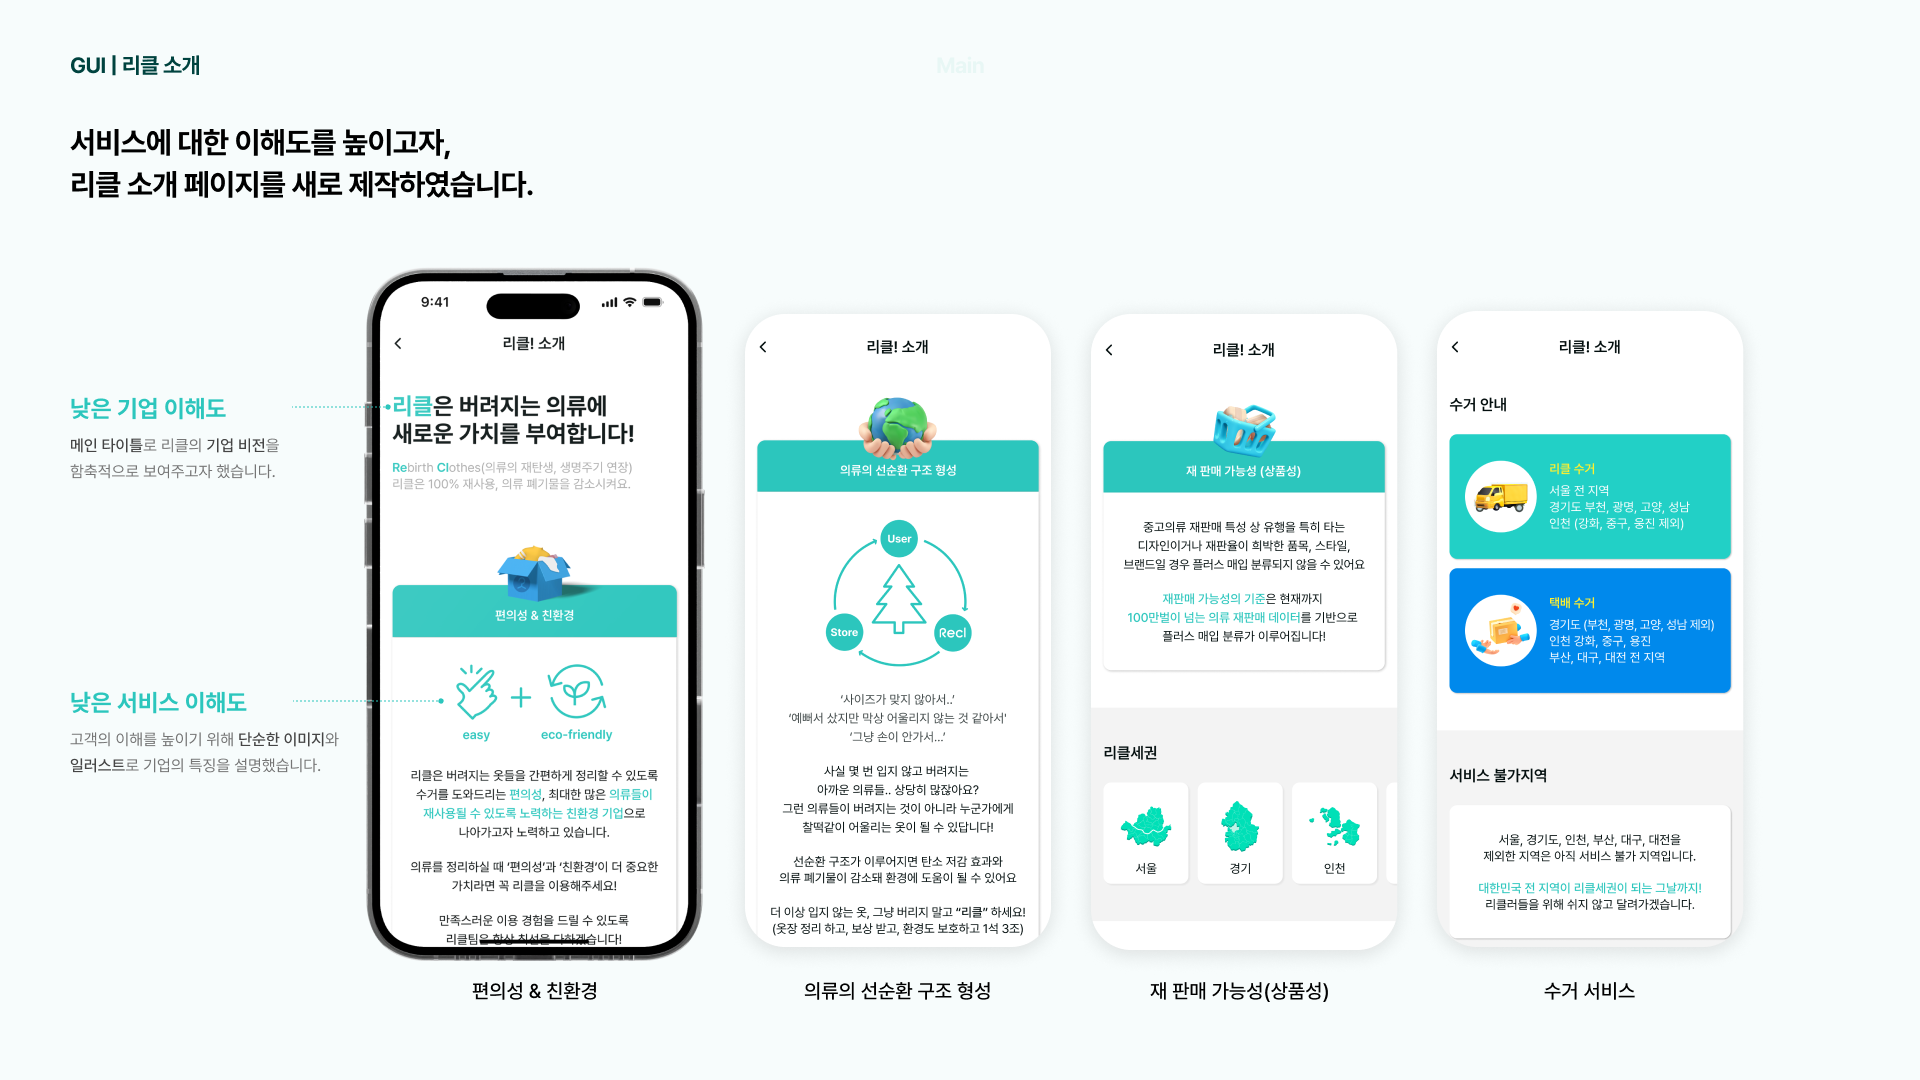 GUI | 리클 소개
Main
서비스에 대한 이해도를 높이고자,
리클 소개 페이지를 새로 제작하였습니다.
낮은 기업 이해도
메인 타이틀로 리클의 기업 비전을
함축적으로 보여주고자 했습니다.
낮은 서비스 이해도
고객의 이해를 높이기 위해 단순한 이미지와
일러스트로 기업의 특징을 설명했습니다.
9:41
리클! 소개
리클은 버려지는 의류에
새로운 가치를 부여합니다!
Rebirth Clothes(의류의 재탄생, 생명주기 연장)
리클은 100% 재사용, 의류 폐기물을 감소시켜요.
편의성 & 친환경
easy
eco-friendly
리클은 버려지는 옷들을 간편하게 정리할 수 있도록
수거를 도와드리는 편의성, 최대한 많은 의류들이
재사용될 수 있도록 노력하는 친환경 기업으로
나아가고자 노력하고 있습니다.
의류를 정리하실 때 ‘편의성’과 ‘친환경’이 더 중요한
가치라면 꼭 리클을 이용해주세요!
만족스러운 이용 경험을 드릴 수 있도록
리클팀은 항상 최선을 다하겠습니다!
편의성 & 친환경
리클! 소개
의류의 선순환 구조 형성
User
Store
Recl
‘사이즈가 맞지 않아서..’
‘예뻐서 샀지만 막상 어울리지 않는 것 같아서'
‘그냥 손이 안가서...’
사실 몇 번 입지 않고 버려지는
아까운 의류들.. 상당히 많잖아요?
그런 의류들이 버려지는 것이 아니라 누군가에게
찰떡같이 어울리는 옷이 될 수 있답니다!
선순환 구조가 이루어지면 탄소 저감 효과와
의류 폐기물이 감소돼 환경에 도움이 될 수 있어요
더 이상 입지 않는 옷, 그냥 버리지 말고 “리클” 하세요!
(옷장 정리 하고, 보상 받고, 환경도 보호하고 1석 3조)
의류의 선순환 구조 형성
리클! 소개
재 판매 가능성 (상품성)
중고의류 재판매 특성 상 유행을 특히 타는
디자인이거나 재판율이 희박한 품목, 스타일,
브랜드일 경우 플러스 매입 분류되지 않을 수 있어요
재판매 가능성의 기준은 현재까지
100만벌이 넘는 의류 재판매 데이터를 기반으로
플러스 매입 분류가 이루어집니다!
리클세권
서울
경기
인천
재 판매 가능성(상품성)
리클! 소개
수거 안내
리클 수거
서울 전 지역
경기도 부천, 광명, 고양, 성남
인천 (강화, 중구, 웅진 제외)
택배 수거
경기도 (부천, 광명, 고양, 성남 제외)
인천 강화, 중구, 웅진
부산, 대구, 대전 전 지역
서비스 불가지역
서울, 경기도, 인천, 부산, 대구, 대전을
제외한 지역은 아직 서비스 불가 지역입니다.
대한민국 전 지역이 리클세권이 되는 그날까지!
리클러들을 위해 쉬지 않고 달려가겠습니다.
수거 서비스